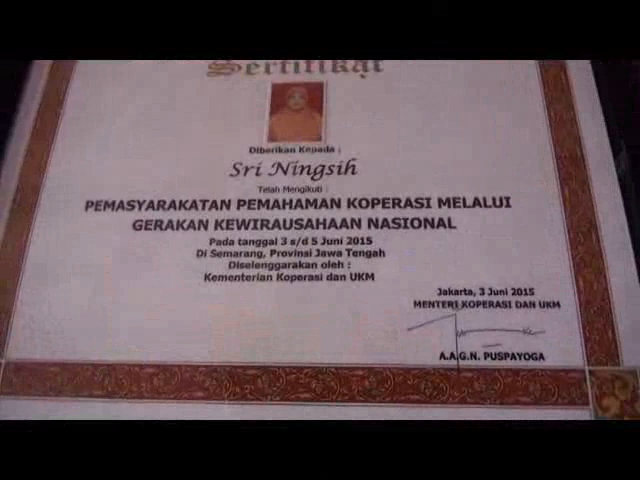 Sertifikat
Diberikan Kepada :
Sri Ningsih
Telah Mengikuti :
PEMASYARAKATAN PEMAHAMAN KOPERASI MELALUI
GERAKAN KEWIRAUSAHAAN NASIONAL
Pada tanggal 3 s/d 5 Juni 2015
Di Semarang, Provinsi Jawa Tengah
Diselenggarakan oleh :
Kementerian Koperasi dan UKM
Jakarta, 3 Juni 2015
MENTERI KOPERASI DAN UKM
A.A.G.N. PUSPAYOGA